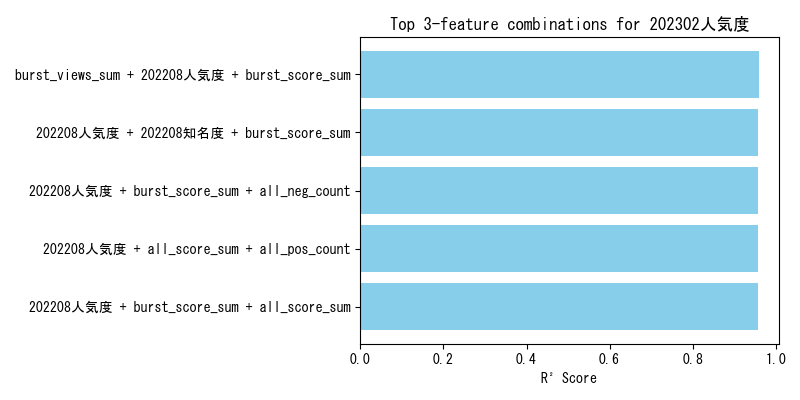 Top 3-feature combinations for 202302人気度
burst_views_sum + 202208人気度 + burst_score_sum
202208人気度 + 202208知名度 + burst_score_sum
202208人気度 + burst_score_sum + all_neg_count
202208人気度 + all_score_sum + all_pos_count
202208人気度 + burst_score_sum + all_score_sum
0.0 0.2 0.4 0.6 0.8 1.0
R² Score